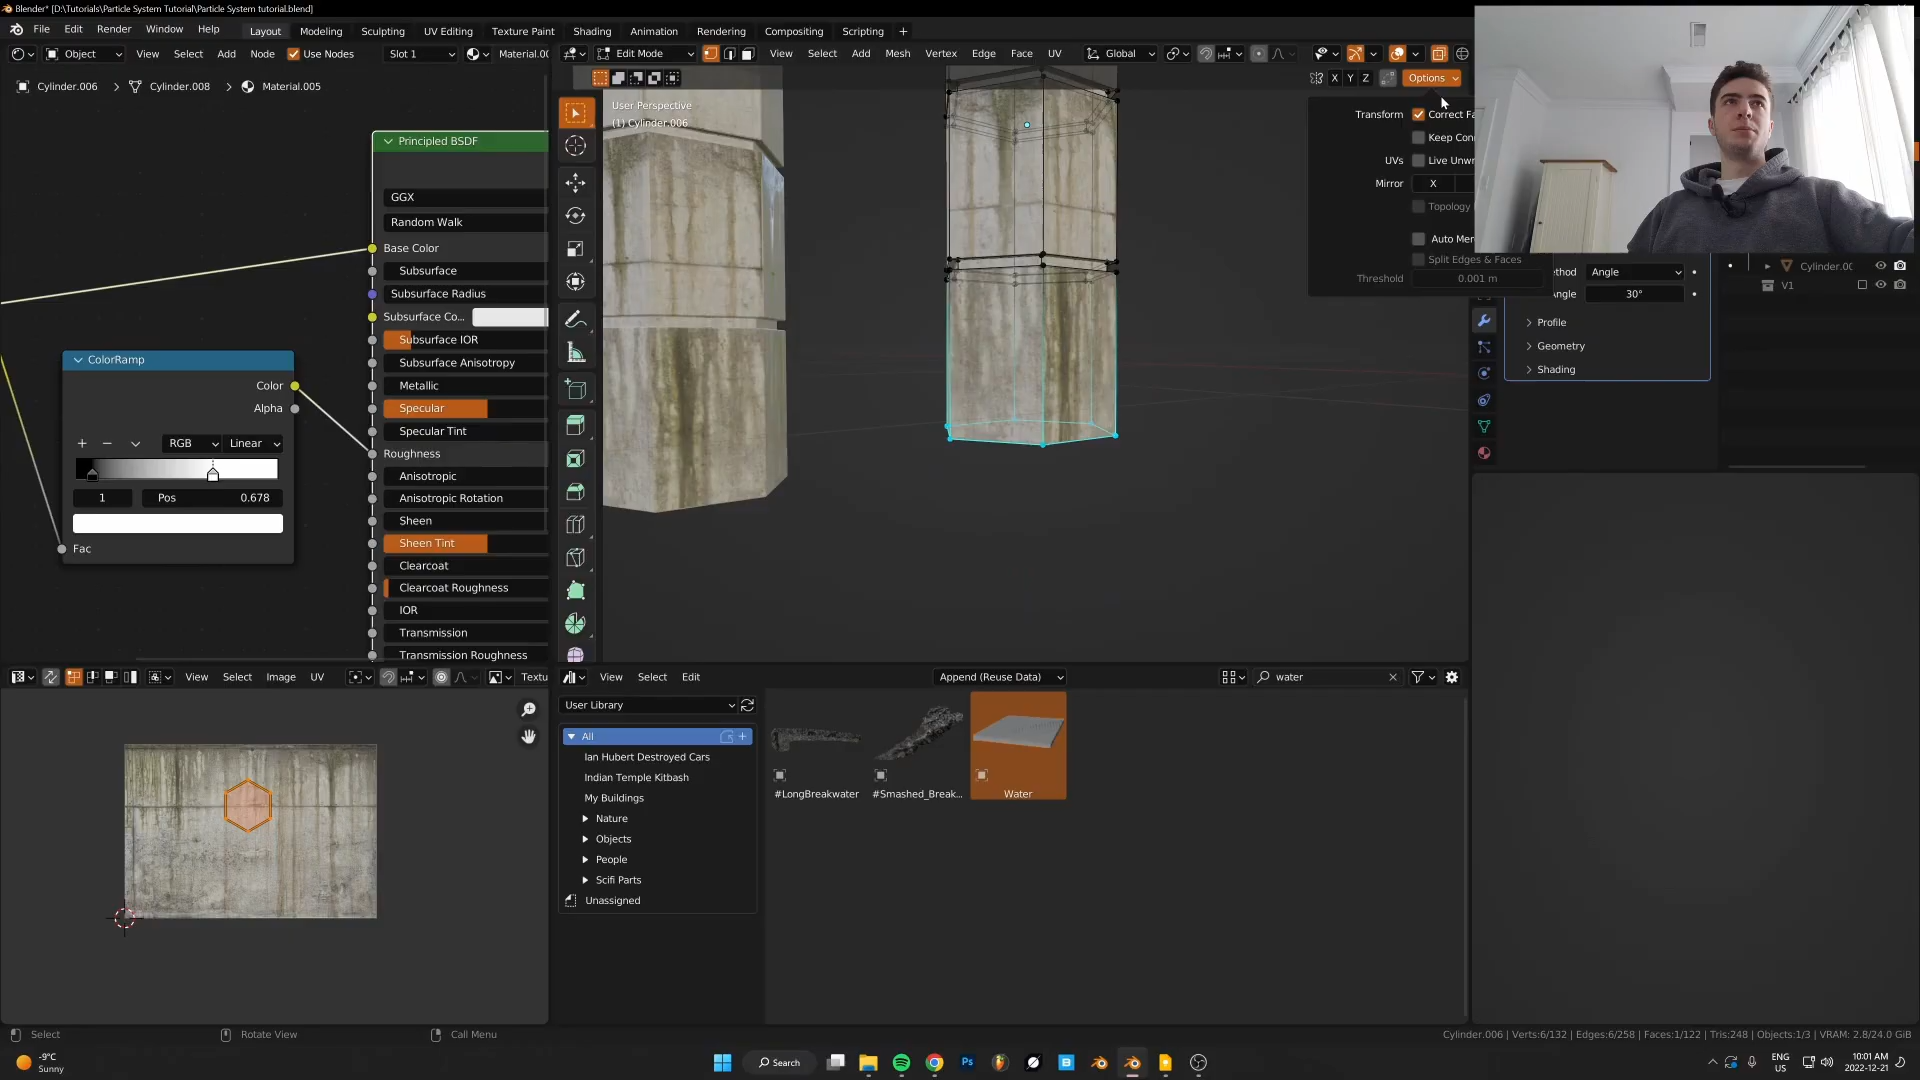 Blender* [D:\Tutorials\Particle System Tutorial\Particle System tutorial.blend]
File Edit Render Window Help Layout Modeling Sculpting UV Editing Texture Paint Shading Animation Rendering Compositing Scripting +
Object View Select Add Node Use Nodes Slot 1 Material.00
Edit Mode View Select Add Mesh Vertex Edge Face UV Global
X Y Z Options
Cylinder.006 > Cylinder.008 > Material.005
User Perspective
(1) Cylinder.006
Transform Correct Fa
Keep Con
UVs Live Unw
Mirror X
Topology
Auto Mer
Split Edges & Faces
Threshold 0.001 m
Principled BSDF
GGX
Random Walk
Base Color
Subsurface
Subsurface Radius
Subsurface Co...
Subsurface IOR
Subsurface Anisotropy
Metallic
Specular
Specular Tint
Roughness
Anisotropic
Anisotropic Rotation
Sheen
Sheen Tint
Clearcoat
Clearcoat Roughness
IOR
Transmission
Transmission Roughness
ColorRamp
Color
Alpha
+ − RGB Linear
1 Pos 0.678
Fac
Cylinder.00
V1
thod Angle
Angle 30°
Profile
Geometry
Shading
View Select Image UV Textu
View Select Edit Append (Reuse Data) water
User Library
All
Ian Hubert Destroyed Cars
Indian Temple Kitbash
My Buildings
Nature
Objects
People
Scifi Parts
Unassigned
#LongBreakwater #Smashed_Break... Water
Select Rotate View Call Menu
Cylinder.006 | Verts:6/132 | Edges:6/258 | Faces:1/122 | Tris:248 | Objects:1/3 | VRAM: 2.8/24.0 GiB
-9°C
Sunny
Search
Ps
B
ENG
US
10:01 AM
2022-12-21